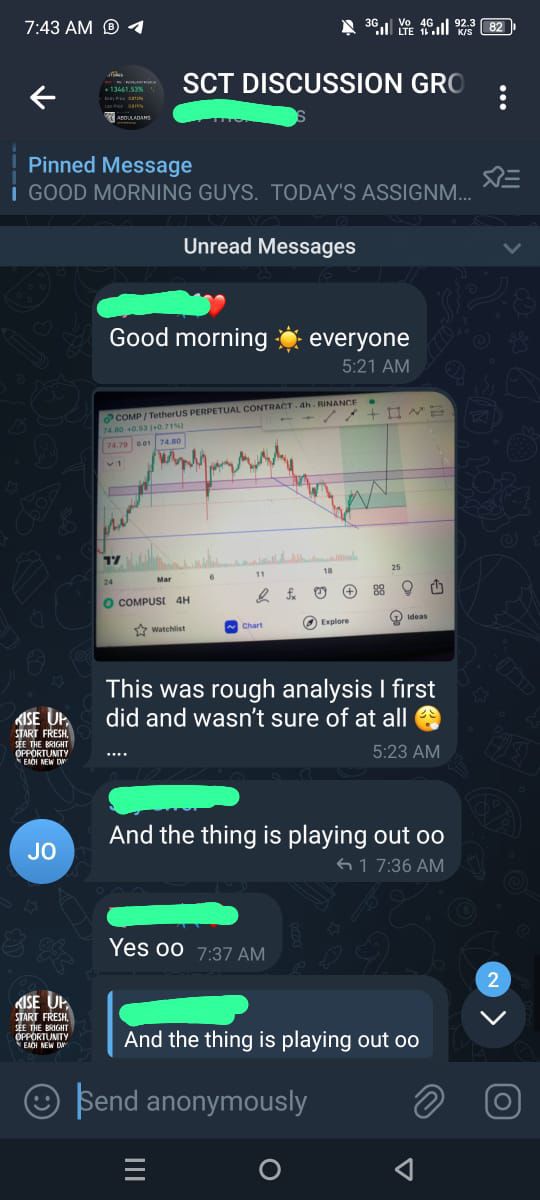 7:43 AM
3G Vo LTE 4G 92.3 K/S 82
SCT DISCUSSION GRO
Pinned Message
GOOD MORNING GUYS. TODAY'S ASSIGNM...
Unread Messages
Good morning ☀️ everyone
5:21 AM
COMP / TetherUS PERPETUAL CONTRACT . 4h . BINANCE
74.80 +0.53 (+0.71%)
74.79 0.01 74.80
1
24 Mar 6 11 18 25
COMPUSD 4H
Watchlist Chart Explore Ideas
This was rough analysis I first
did and wasn't sure of at all 😮‍💨
....
5:23 AM
RISE UP,
START FRESH,
SEE THE BRIGHT
OPPORTUNITY
EACH NEW DAY
JO
And the thing is playing out oo
1 7:36 AM
Yes oo 7:37 AM
RISE UP,
START FRESH,
SEE THE BRIGHT
OPPORTUNITY
EACH NEW DAY
And the thing is playing out oo
2
Send anonymously